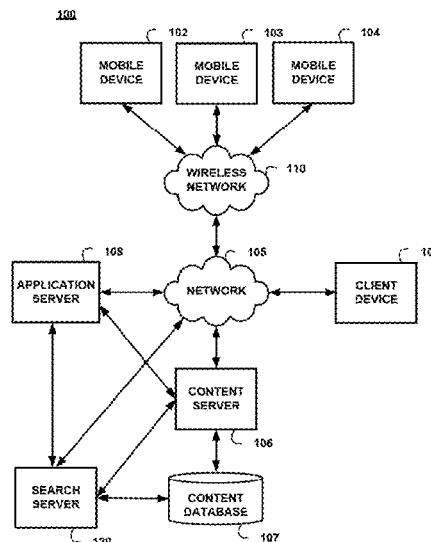 100
102
103
104
MOBILE
DEVICE
MOBILE
DEVICE
MOBILE
DEVICE
WIRELESS
NETWORK
110
108
105
APPLICATION
SERVER
NETWORK
CLIENT
DEVICE
CONTENT
SERVER
106
SEARCH
SERVER
CONTENT
DATABASE
107